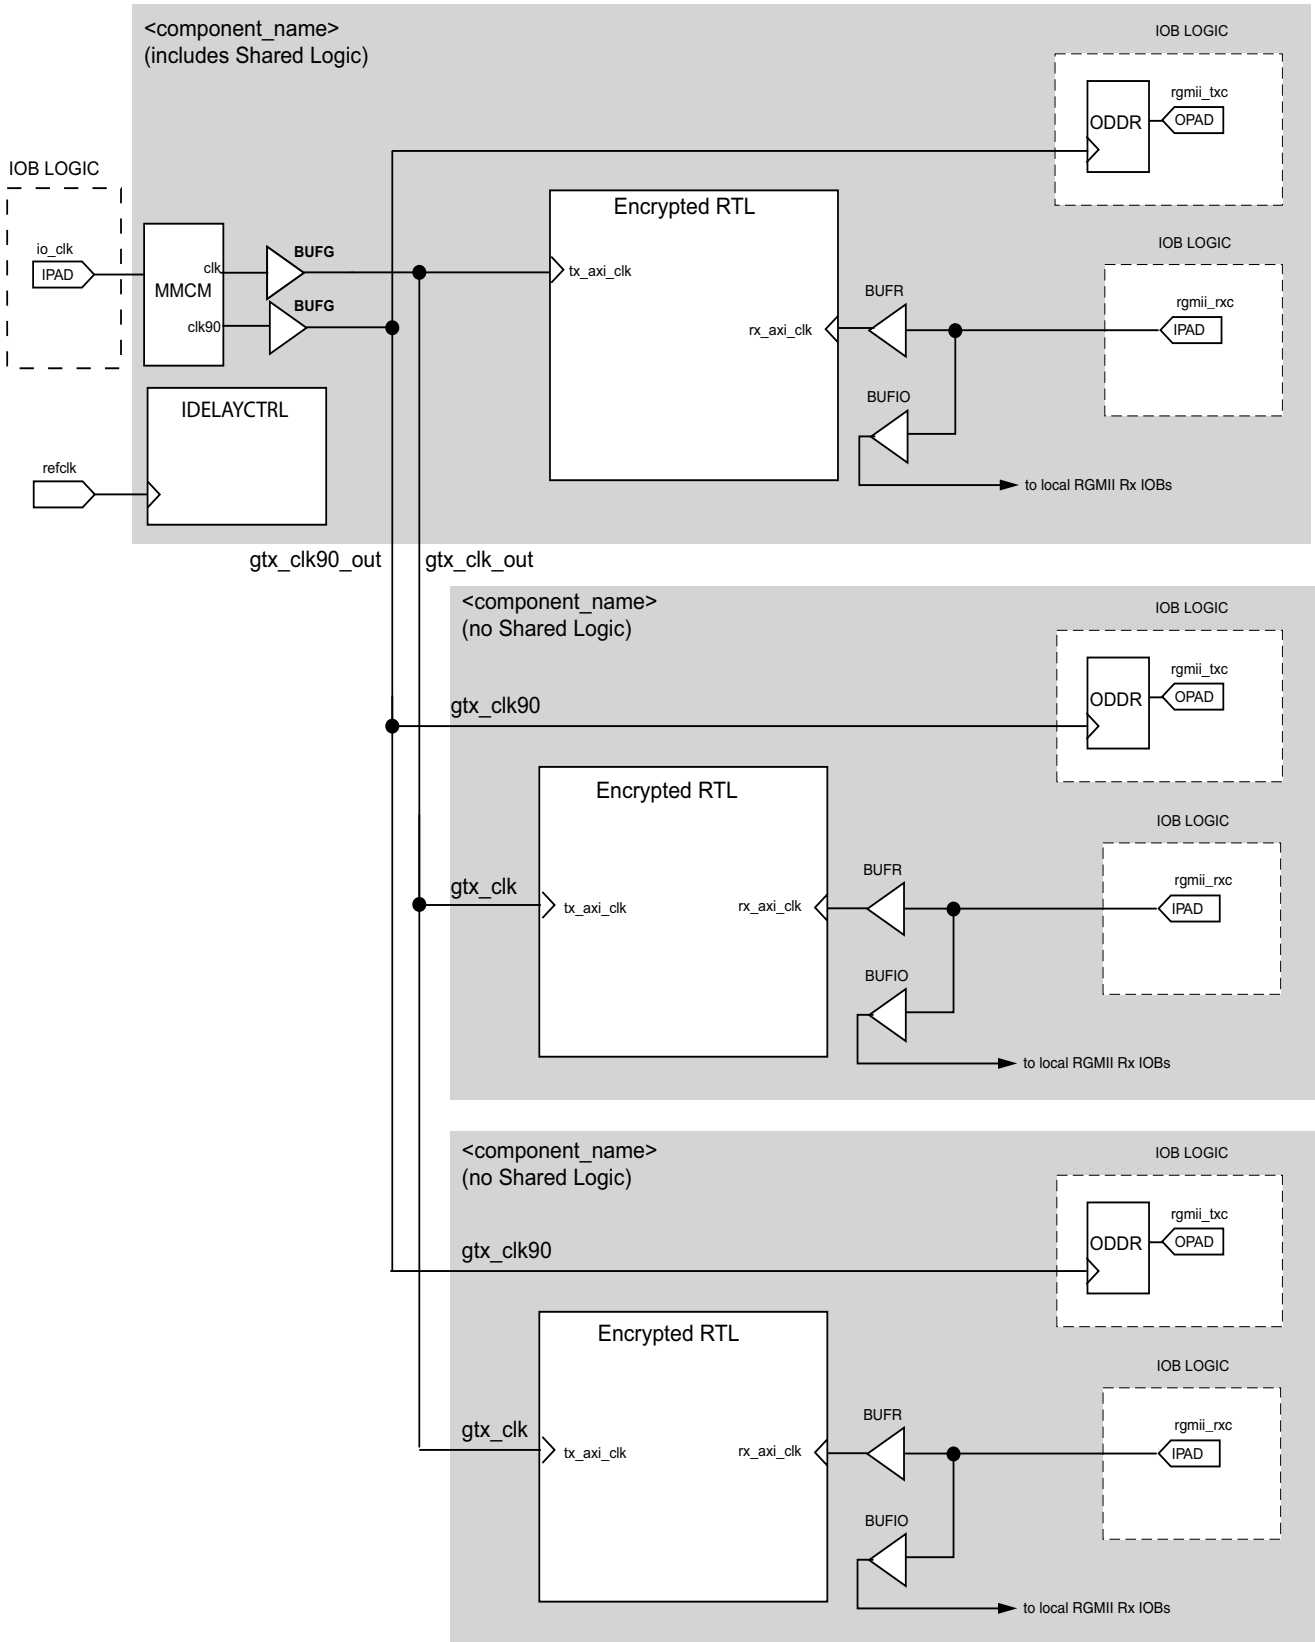 <component_name>
(includes Shared Logic)
IOB LOGIC
rgmii_txc
ODDR
OPAD
IOB LOGIC
io_clk
IPAD
MMCM
clk
clk90
BUFG
BUFG
Encrypted RTL
tx_axi_clk
rx_axi_clk
IOB LOGIC
rgmii_rxc
IPAD
BUFR
BUFIO
to local RGMII Rx IOBs
IDELAYCTRL
refclk
gtx_clk90_out
gtx_clk_out
<component_name>
(no Shared Logic)
IOB LOGIC
rgmii_txc
ODDR
OPAD
gtx_clk90
Encrypted RTL
gtx_clk
tx_axi_clk
rx_axi_clk
IOB LOGIC
rgmii_rxc
IPAD
BUFR
BUFIO
to local RGMII Rx IOBs
<component_name>
(no Shared Logic)
IOB LOGIC
rgmii_txc
ODDR
OPAD
gtx_clk90
Encrypted RTL
gtx_clk
tx_axi_clk
rx_axi_clk
IOB LOGIC
rgmii_rxc
IPAD
BUFR
BUFIO
to local RGMII Rx IOBs